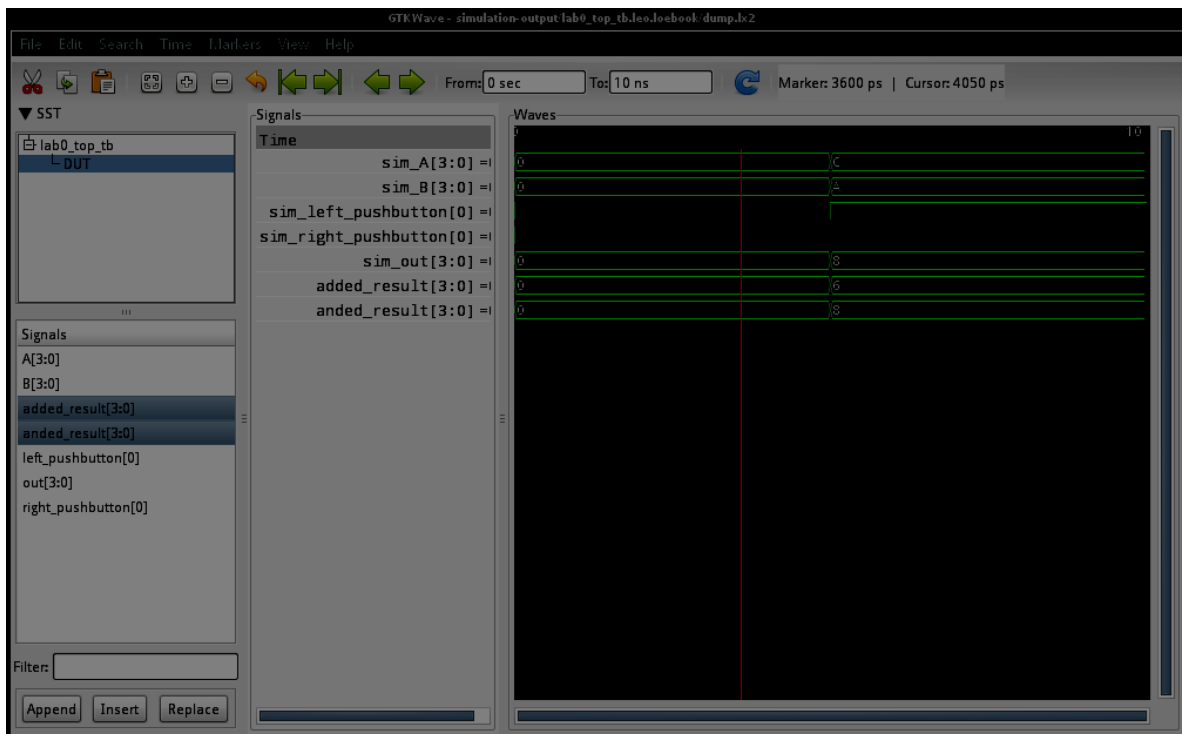 GTKWave - simulation-output/lab0_top_tb.leo.loebook/dump.lx2
File Edit Search Time Markers View Help
From: 0 sec To: 10 ns Marker: 3600 ps | Cursor: 4050 ps
SST
lab0_top_tb
DUT
Signals
A[3:0]
B[3:0]
added_result[3:0]
anded_result[3:0]
left_pushbutton[0]
out[3:0]
right_pushbutton[0]
Filter:
Append Insert Replace
Signals
Time
sim_A[3:0] =
sim_B[3:0] =
sim_left_pushbutton[0] =
sim_right_pushbutton[0] =
sim_out[3:0] =
added_result[3:0] =
anded_result[3:0] =
Waves
0 10
0 C
0 A
0 8
0 6
0 8